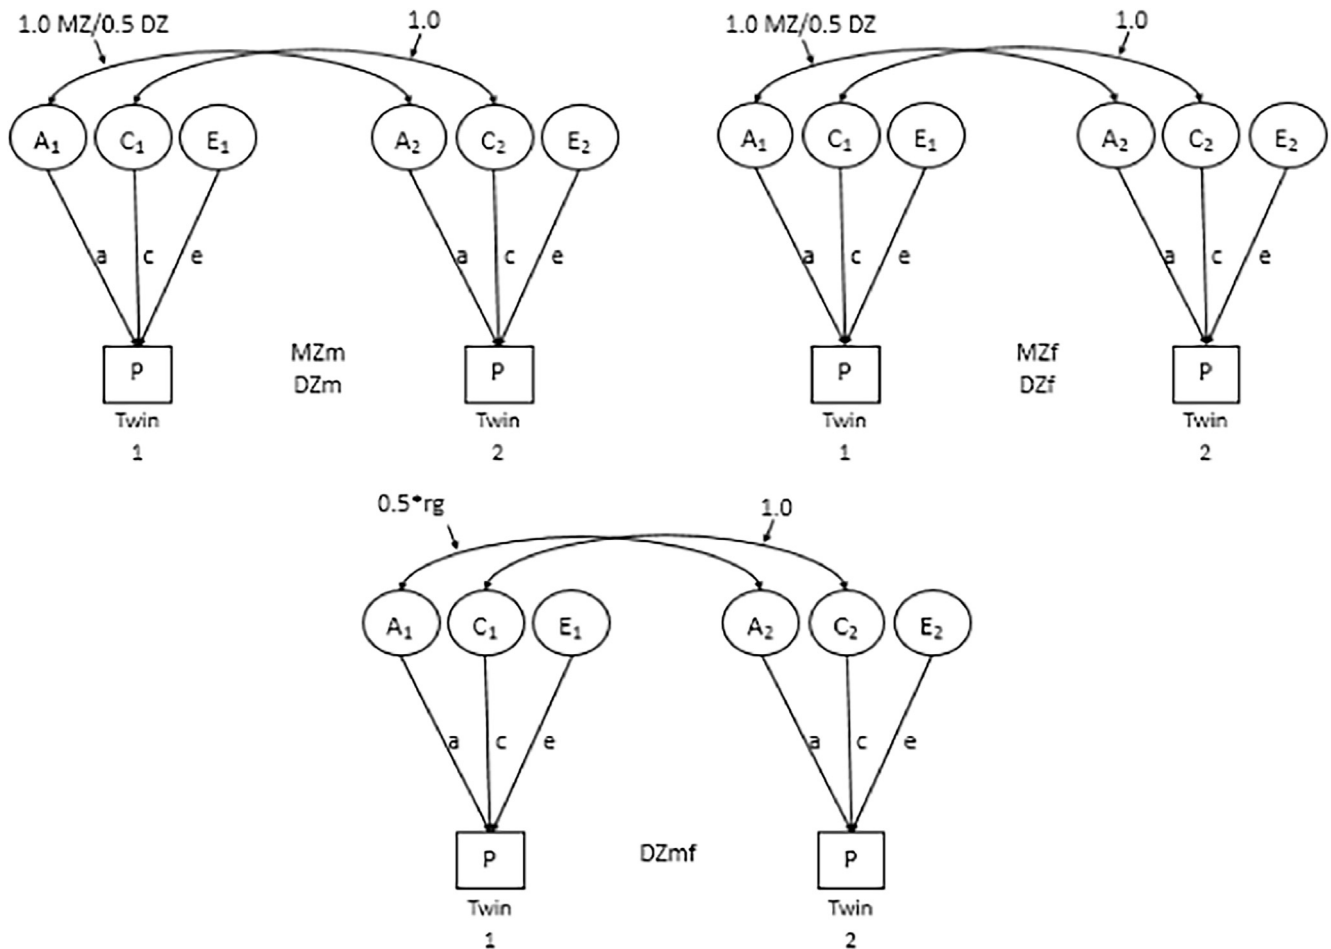 1.0 MZ/0.5 DZ
1.0
A1 C1 E1 A2 C2 E2
a c e a c e
P P
MZm
DZm
Twin Twin
1 2
1.0 MZ/0.5 DZ
1.0
A1 C1 E1 A2 C2 E2
a c e a c e
P P
MZf
DZf
Twin Twin
1 2
0.5*rg
1.0
A1 C1 E1 A2 C2 E2
a c e a c e
P P
DZmf
Twin Twin
1 2